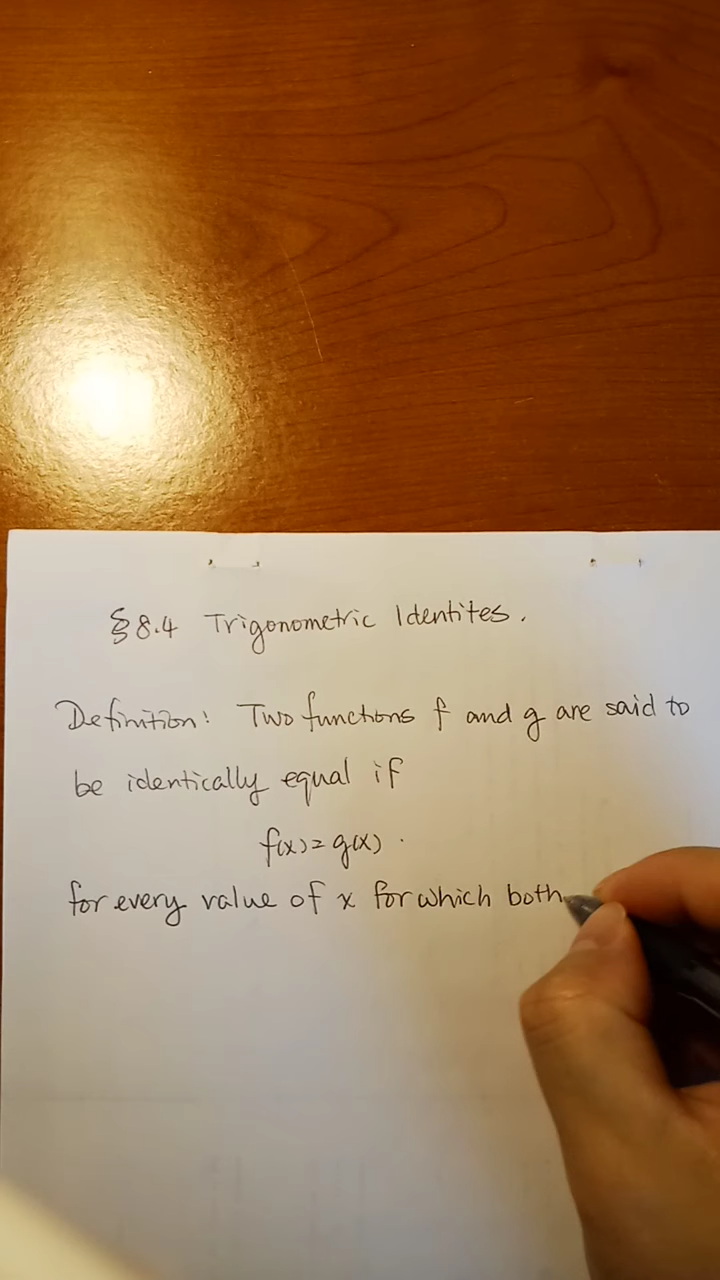 §8.4 Trigonometric Identites.
Definition: Two functions f and g are said to
be identically equal if
f(x) = g(x).
for every value of x for which both